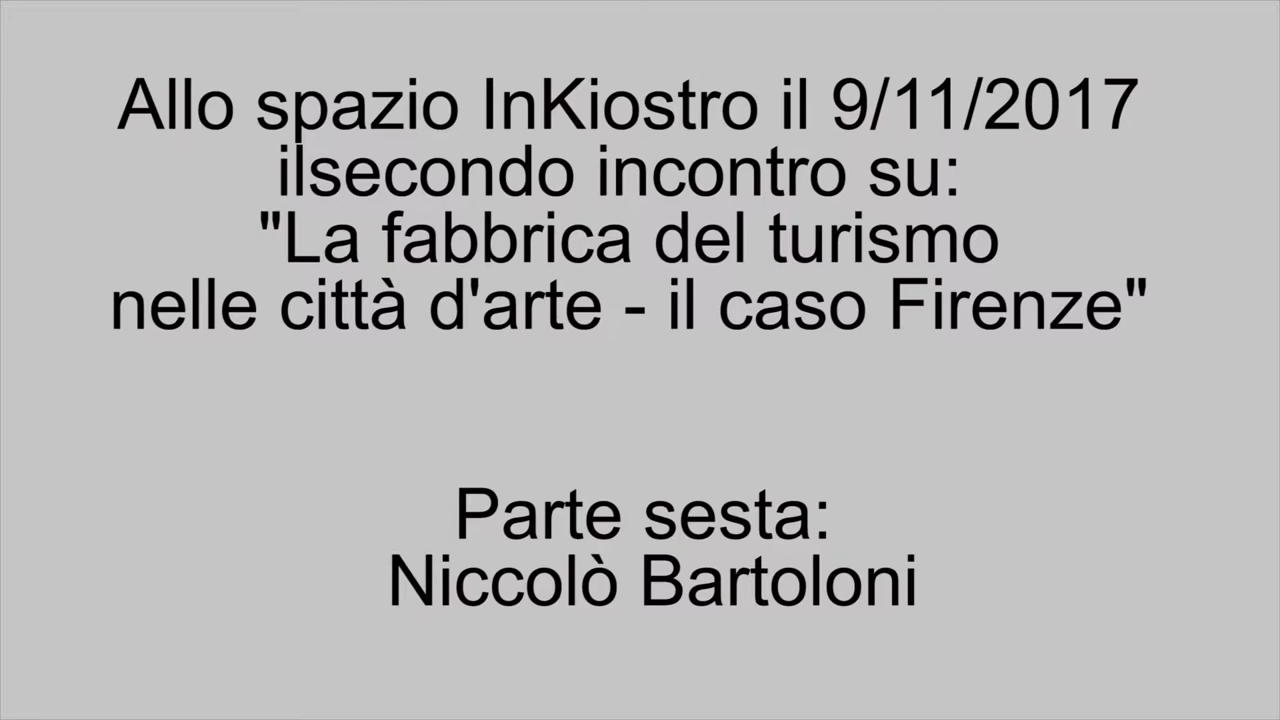 Allo spazio InKiostro il 9/11/2017
ilsecondo incontro su:
"La fabbrica del turismo
nelle città d'arte - il caso Firenze"
Parte sesta:
Niccolò Bartoloni